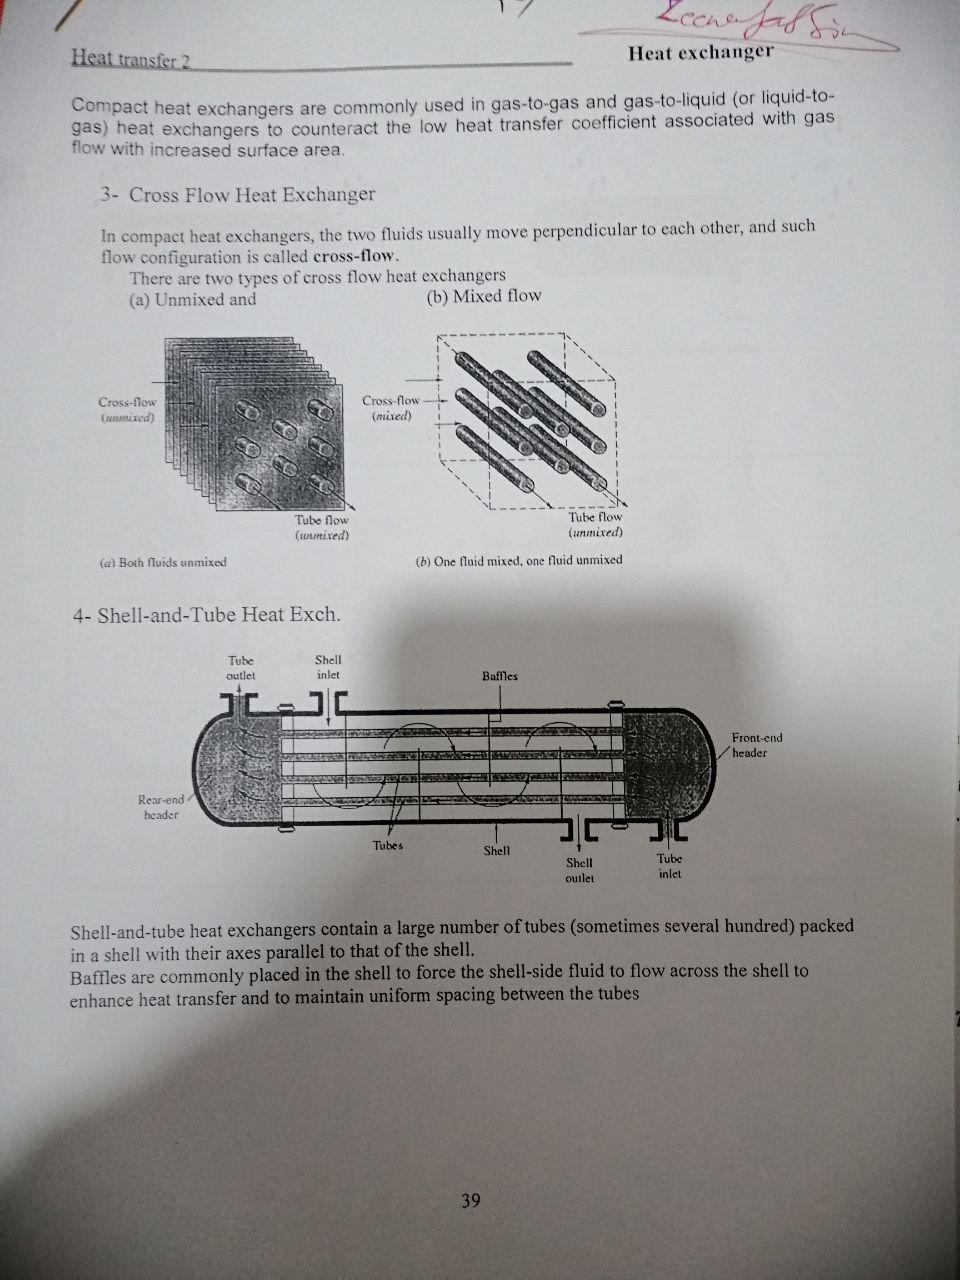 Heat transfer 2
Heat exchanger
Compact heat exchangers are commonly used in gas-to-gas and gas-to-liquid (or liquid-to-
gas) heat exchangers to counteract the low heat transfer coefficient associated with gas
flow with increased surface area.
3- Cross Flow Heat Exchanger
In compact heat exchangers, the two fluids usually move perpendicular to each other, and such
flow configuration is called cross-flow.
There are two types of cross flow heat exchangers
(a) Unmixed and (b) Mixed flow
Cross-flow
(unmixed)
Tube flow
(unmixed)
(a) Both fluids unmixed
Cross-flow
(mixed)
Tube flow
(unmixed)
(b) One fluid mixed, one fluid unmixed
4- Shell-and-Tube Heat Exch.
Tube
outlet
Shell
inlet
Baffles
Front-end
header
Rear-end
header
Tubes
Shell
Shell
outlet
Tube
inlet
Shell-and-tube heat exchangers contain a large number of tubes (sometimes several hundred) packed
in a shell with their axes parallel to that of the shell.
Baffles are commonly placed in the shell to force the shell-side fluid to flow across the shell to
enhance heat transfer and to maintain uniform spacing between the tubes
39